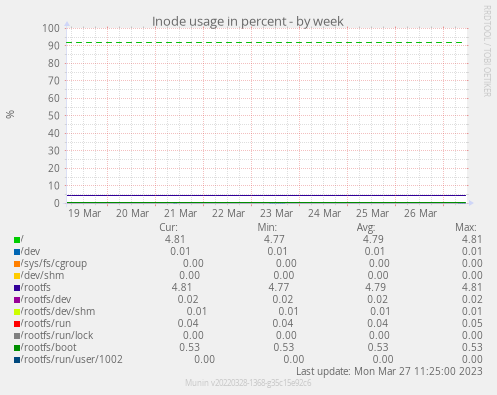 Inode usage in percent - by week
RRDTOOL / TOBI OETIKER
%
100
90
80
70
60
50
40
30
20
10
0
19 Mar 20 Mar 21 Mar 22 Mar 23 Mar 24 Mar 25 Mar 26 Mar
Cur: Min: Avg: Max:
/ 4.81 4.77 4.79 4.81
/dev 0.01 0.01 0.01 0.01
/sys/fs/cgroup 0.00 0.00 0.00 0.00
/dev/shm 0.00 0.00 0.00 0.00
/rootfs 4.81 4.77 4.79 4.81
/rootfs/dev 0.02 0.02 0.02 0.02
/rootfs/dev/shm 0.01 0.01 0.01 0.01
/rootfs/run 0.04 0.04 0.04 0.05
/rootfs/run/lock 0.00 0.00 0.00 0.00
/rootfs/boot 0.53 0.53 0.53 0.53
/rootfs/run/user/1002 0.00 0.00 0.00 0.00
Last update: Mon Mar 27 11:25:00 2023
Munin v20220328-1368-g35c15e92c6